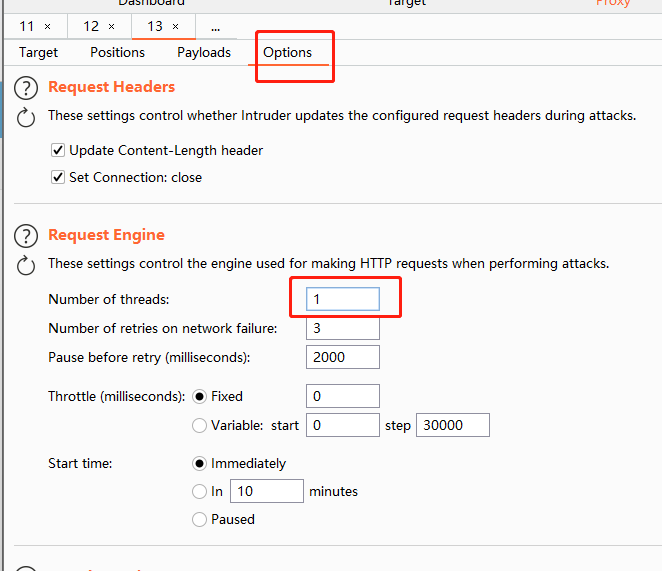 Dashboard Target Proxy
11 × 12 × 13 × ...
Target Positions Payloads Options
? Request Headers
These settings control whether Intruder updates the configured request headers during attacks.
Update Content-Length header
Set Connection: close
? Request Engine
These settings control the engine used for making HTTP requests when performing attacks.
Number of threads: 1
Number of retries on network failure: 3
Pause before retry (milliseconds): 2000
Throttle (milliseconds): Fixed 0
Variable: start 0 step 30000
Start time: Immediately
In 10 minutes
Paused